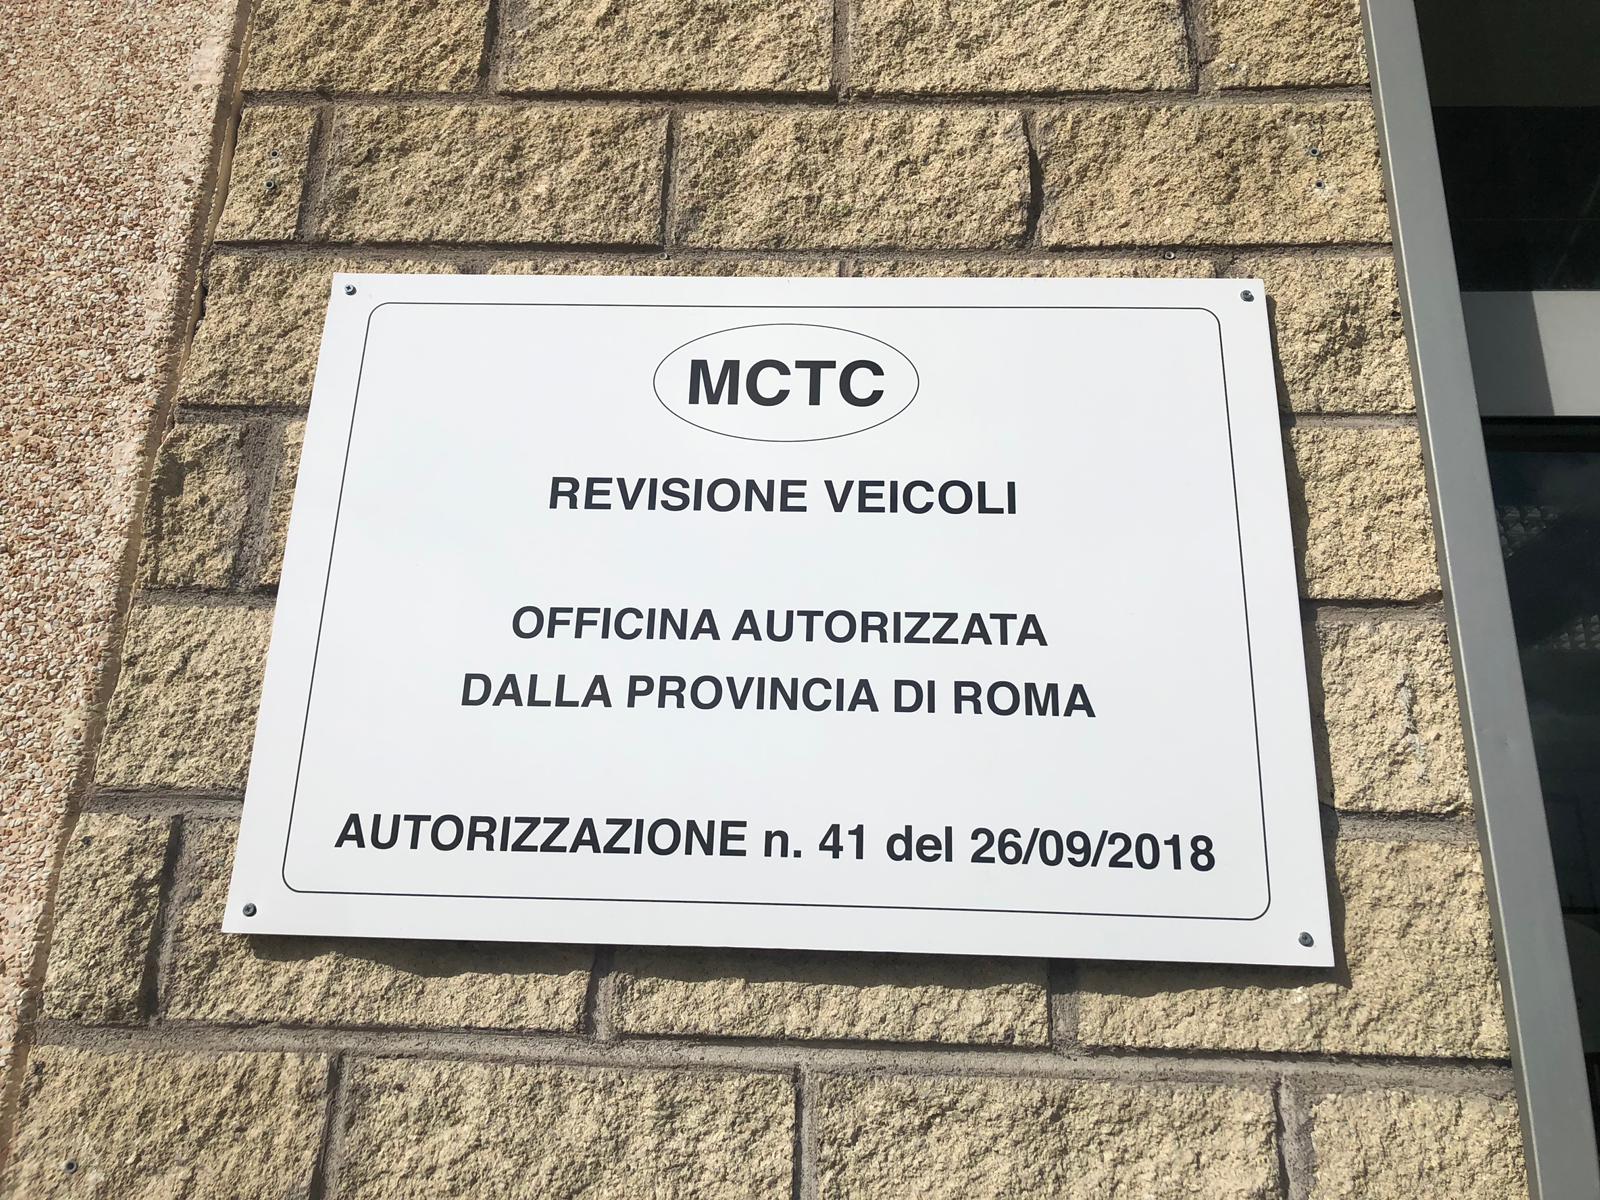 MCTC
REVISIONE VEICOLI
OFFICINA AUTORIZZATA
DALLA PROVINCIA DI ROMA
AUTORIZZAZIONE n. 41 del 26/09/2018